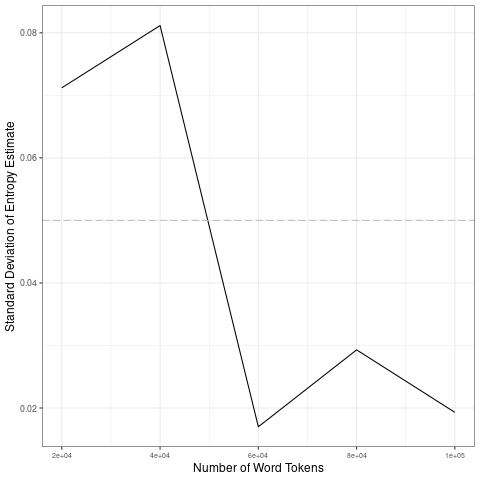 Standard Deviation of Entropy Estimate
0.08
0.06
0.04
0.02
2e+04 4e+04 6e+04 8e+04 1e+05
Number of Word Tokens